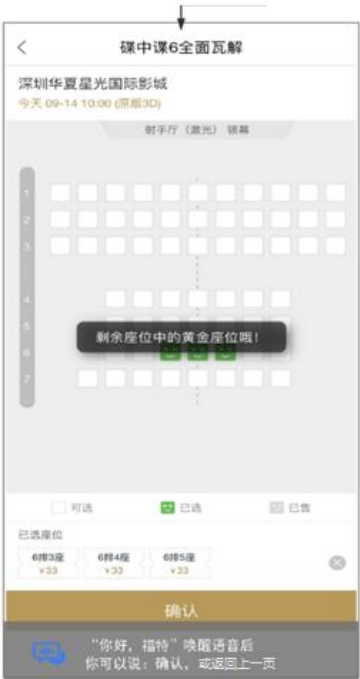 碟中谍6全面瓦解
深圳华夏星光国际影城
今天 09-14 10:00 (原版3D)
射手厅（激光） 银幕
1
2
3
4
5
6
7
剩余座位中的黄金座位哦！
可选 已选 已售
已选座位
6排3座 6排4座 6排5座
¥33 ¥33 ¥33
确认
“你好，福特”唤醒语音后
你可以说：确认，或返回上一页